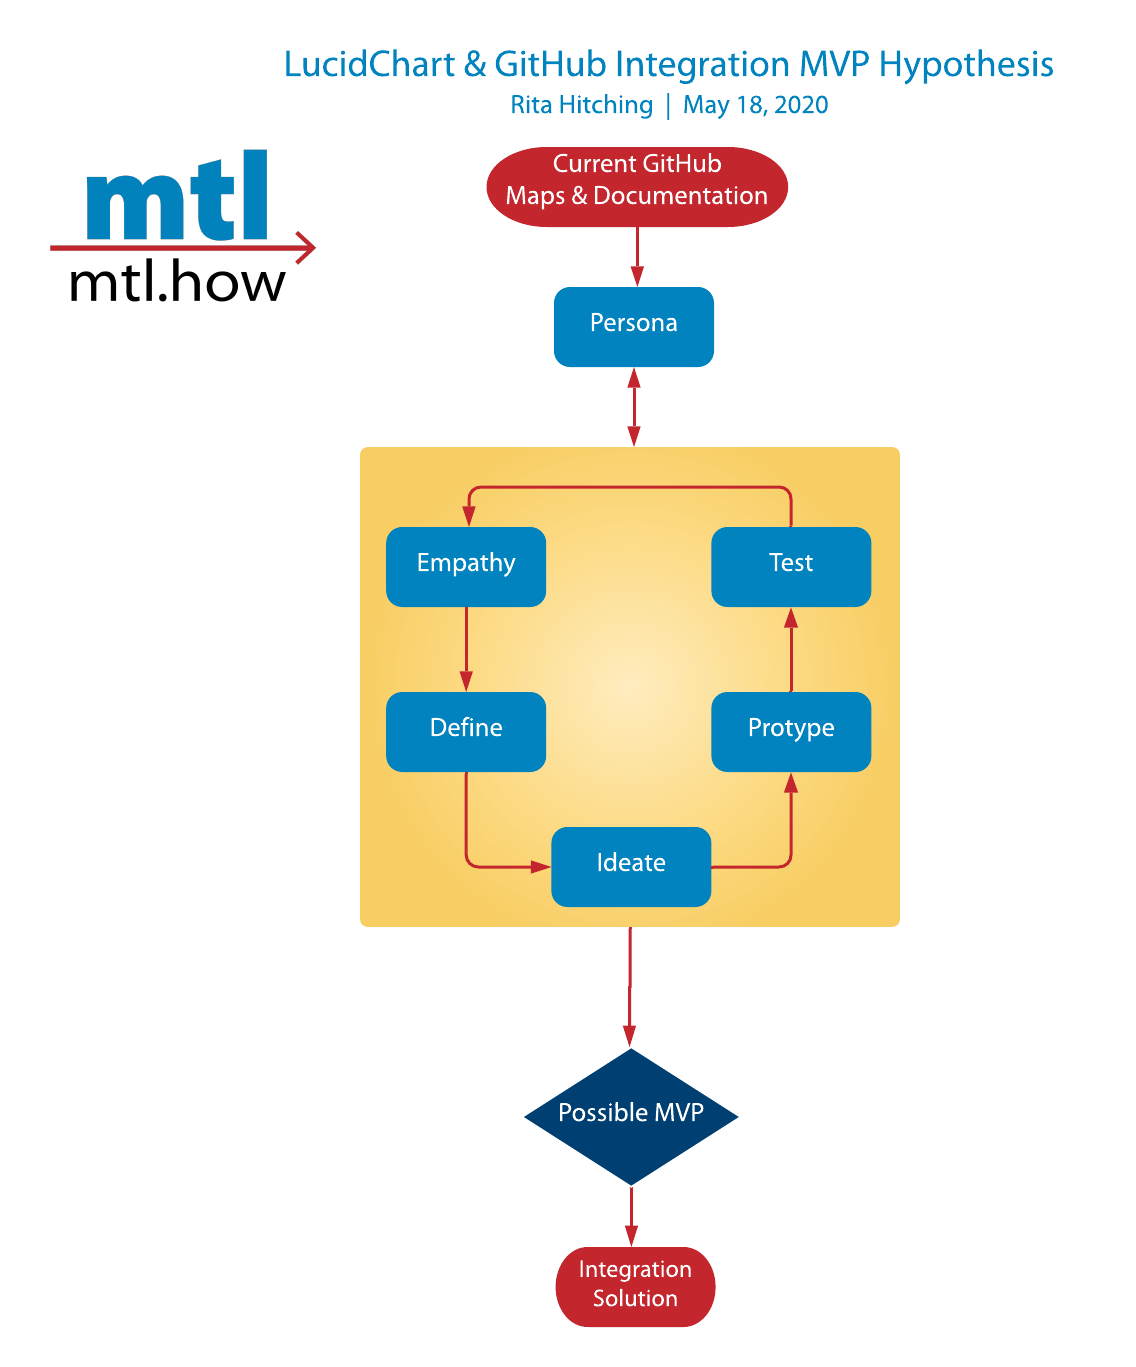 LucidChart & GitHub Integration MVP Hypothesis
Rita Hitching | May 18, 2020
mtl
mtl.how
Current GitHub
Maps & Documentation
Persona
Empathy
Test
Define
Protype
Ideate
Possible MVP
Integration
Solution